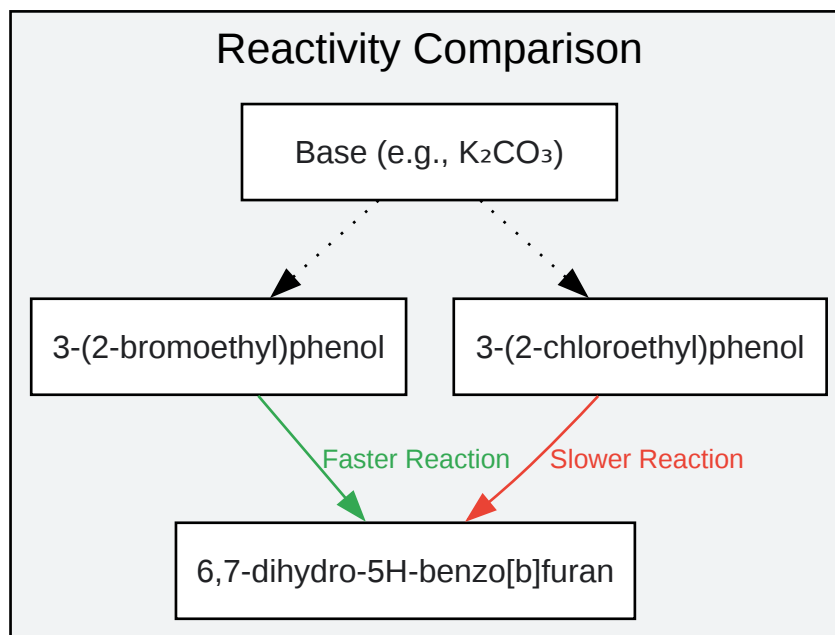 Reactivity Comparison
Base (e.g., K₂CO₃)
3-(2-bromoethyl)phenol
3-(2-chloroethyl)phenol
Faster Reaction
Slower Reaction
6,7-dihydro-5H-benzo[b]furan